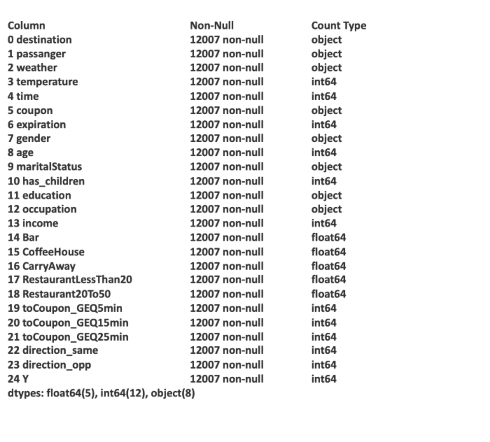 Column Non-Null Count Type
0 destination 12007 non-null object
1 passanger 12007 non-null object
2 weather 12007 non-null object
3 temperature 12007 non-null int64
4 time 12007 non-null int64
5 coupon 12007 non-null object
6 expiration 12007 non-null int64
7 gender 12007 non-null object
8 age 12007 non-null int64
9 maritalStatus 12007 non-null object
10 has_children 12007 non-null int64
11 education 12007 non-null object
12 occupation 12007 non-null object
13 income 12007 non-null int64
14 Bar 12007 non-null float64
15 CoffeeHouse 12007 non-null float64
16 CarryAway 12007 non-null float64
17 RestaurantLessThan20 12007 non-null float64
18 Restaurant20To50 12007 non-null float64
19 toCoupon_GEQ5min 12007 non-null int64
20 toCoupon_GEQ15min 12007 non-null int64
21 toCoupon_GEQ25min 12007 non-null int64
22 direction_same 12007 non-null int64
23 direction_opp 12007 non-null int64
24 Y 12007 non-null int64
dtypes: float64(5), int64(12), object(8)